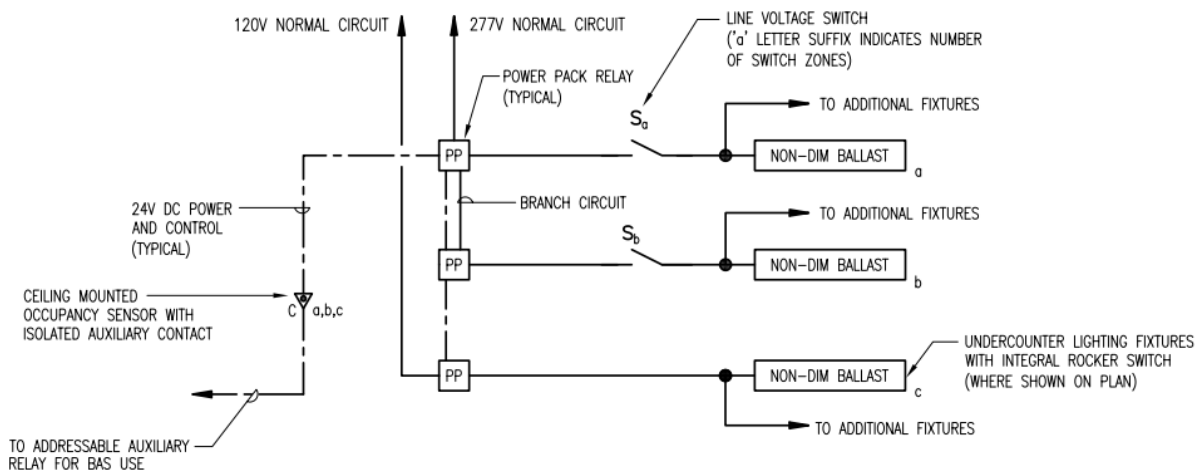 120V NORMAL CIRCUIT
277V NORMAL CIRCUIT
LINE VOLTAGE SWITCH
('a' LETTER SUFFIX INDICATES NUMBER
OF SWITCH ZONES)
POWER PACK RELAY
(TYPICAL)
TO ADDITIONAL FIXTURES
Sa
PP
NON-DIM BALLAST
a
24V DC POWER
AND CONTROL
(TYPICAL)
BRANCH CIRCUIT
TO ADDITIONAL FIXTURES
Sb
PP
NON-DIM BALLAST
b
CEILING MOUNTED
OCCUPANCY SENSOR WITH
ISOLATED AUXILIARY CONTACT
C
a,b,c
PP
NON-DIM BALLAST
c
UNDERCOUNTER LIGHTING FIXTURES
WITH INTEGRAL ROCKER SWITCH
(WHERE SHOWN ON PLAN)
TO ADDITIONAL FIXTURES
TO ADDRESSABLE AUXILIARY
RELAY FOR BAS USE